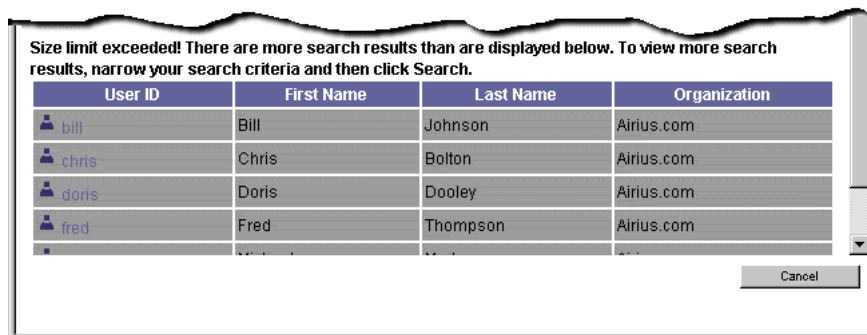 Size limit exceeded! There are more search results than are displayed below. To view more search
results, narrow your search criteria and then click Search.
User ID First Name Last Name Organization
bill Bill Johnson Airius.com
chris Chris Bolton Airius.com
doris Doris Dooley Airius.com
fred Fred Thompson Airius.com
Cancel